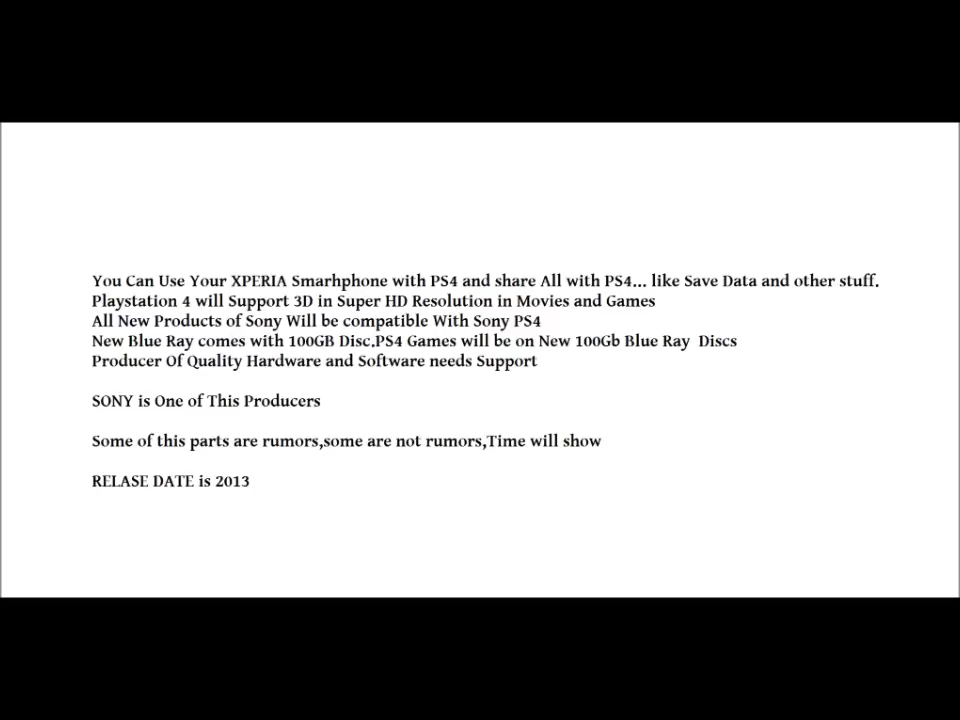 You Can Use Your XPERIA Smarhphone with PS4 and share All with PS4... like Save Data and other stuff.
Playstation 4 will Support 3D in Super HD Resolution in Movies and Games
All New Products of Sony Will be compatible With Sony PS4
New Blue Ray comes with 100GB Disc.PS4 Games will be on New 100Gb Blue Ray  Discs
Producer Of Quality Hardware and Software needs Support
SONY is One of This Producers
Some of this parts are rumors,some are not rumors,Time will show
RELASE DATE is 2013